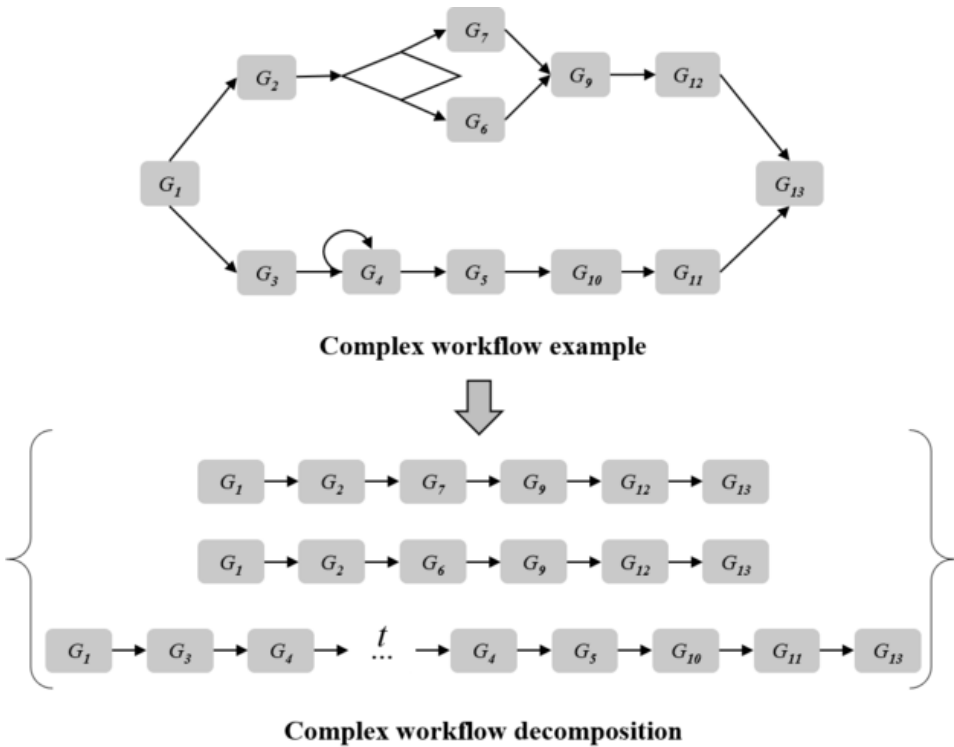 G7
G2 G9 G12
G6
G1 G13
G3 G4 G5 G10 G11
Complex workflow example
G1 G2 G7 G9 G12 G13
G1 G2 G6 G9 G12 G13
t
G1 G3 G4 ... G4 G5 G10 G11 G13
Complex workflow decomposition